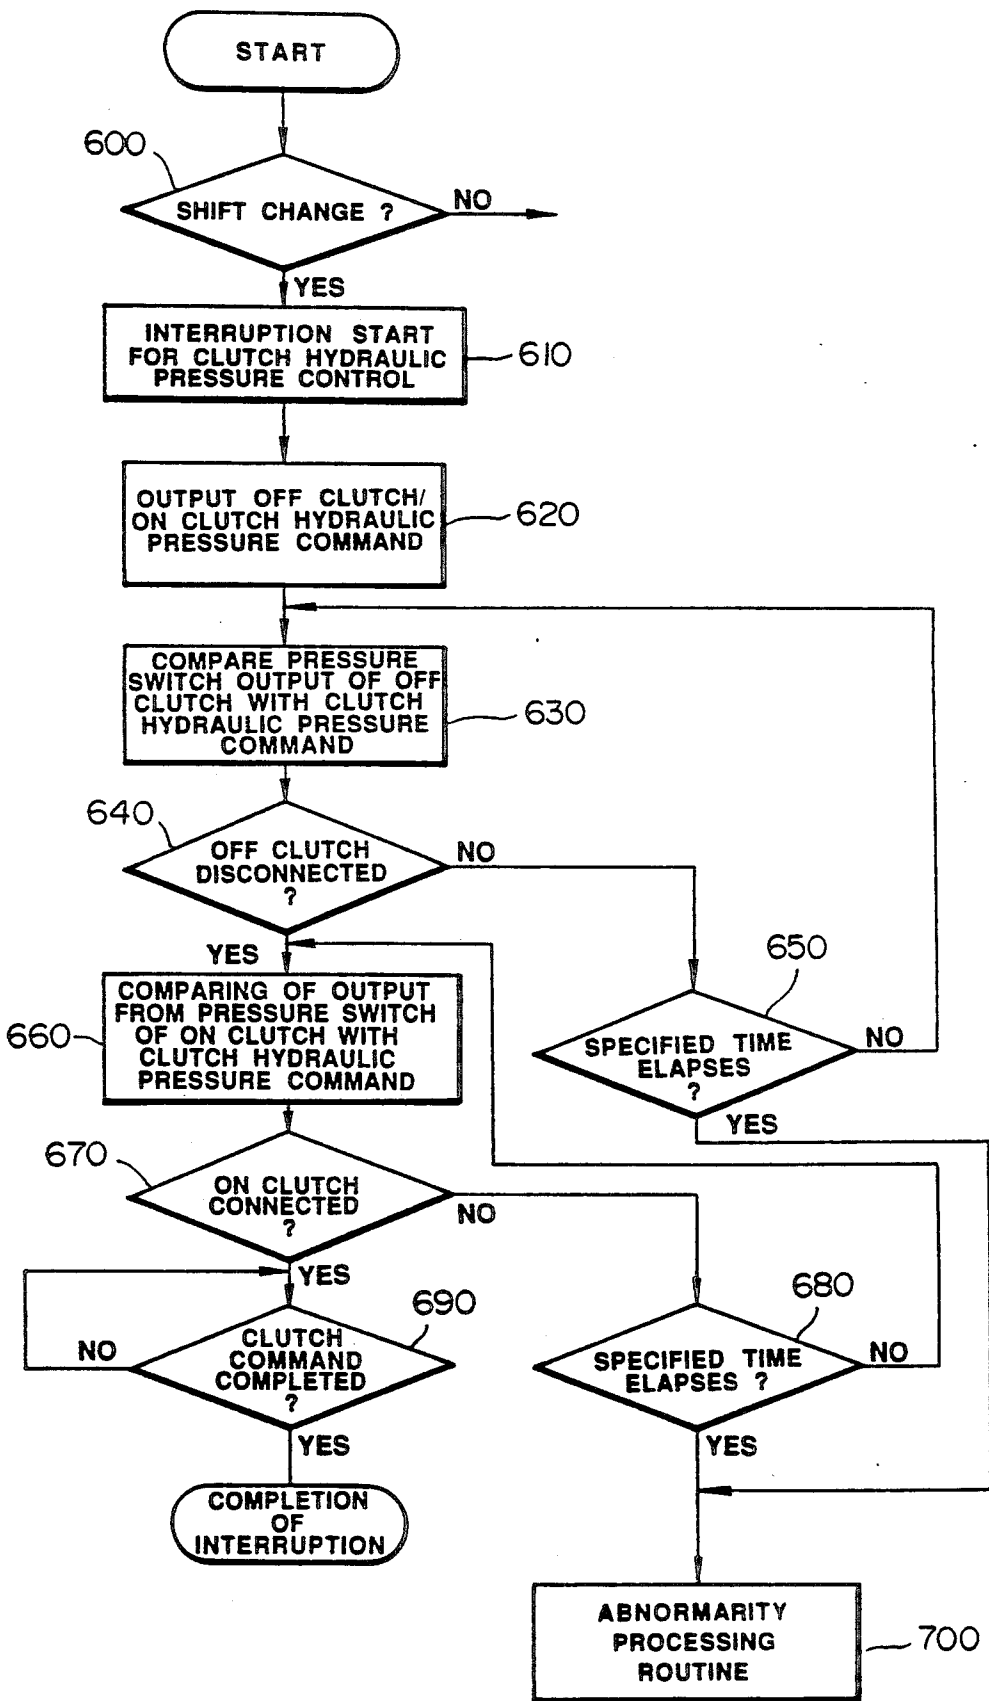 START
600
SHIFT CHANGE ?
NO
YES
INTERRUPTION START
FOR CLUTCH HYDRAULIC
PRESSURE CONTROL
610
OUTPUT OFF CLUTCH/
ON CLUTCH HYDRAULIC
PRESSURE COMMAND
620
COMPARE PRESSURE
SWITCH OUTPUT OF OFF
CLUTCH WITH CLUTCH
HYDRAULIC PRESSURE
COMMAND
630
640
OFF CLUTCH
DISCONNECTED
?
NO
YES
650
SPECIFIED TIME
ELAPSES
?
NO
YES
COMPARING OF OUTPUT
FROM PRESSURE SWITCH
OF ON CLUTCH WITH
CLUTCH HYDRAULIC
PRESSURE COMMAND
660
670
ON CLUTCH
CONNECTED
?
NO
YES
680
SPECIFIED TIME
ELAPSES ?
NO
YES
690
CLUTCH
COMMAND
COMPLETED
?
NO
YES
COMPLETION
OF
INTERRUPTION
ABNORMARITY
PROCESSING
ROUTINE
700